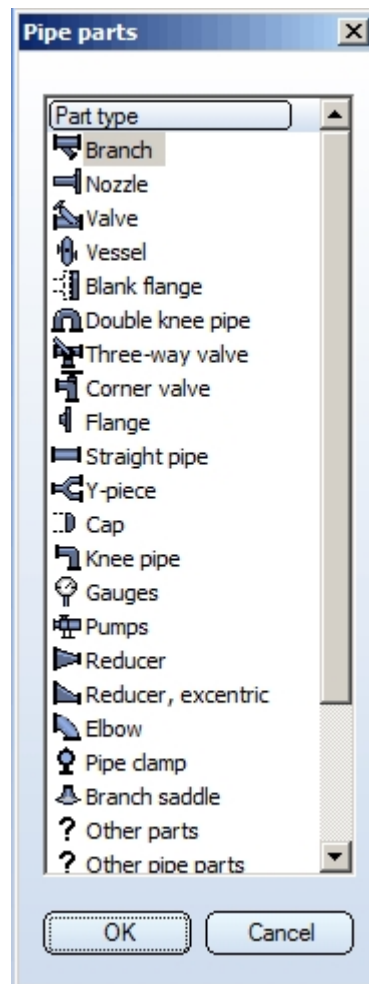 Pipe parts
Part type
Branch
Nozzle
Valve
Vessel
Blank flange
Double knee pipe
Three-way valve
Corner valve
Flange
Straight pipe
Y-piece
Cap
Knee pipe
Gauges
Pumps
Reducer
Reducer, excentric
Elbow
Pipe clamp
Branch saddle
? Other parts
? Other pipe parts
OK Cancel